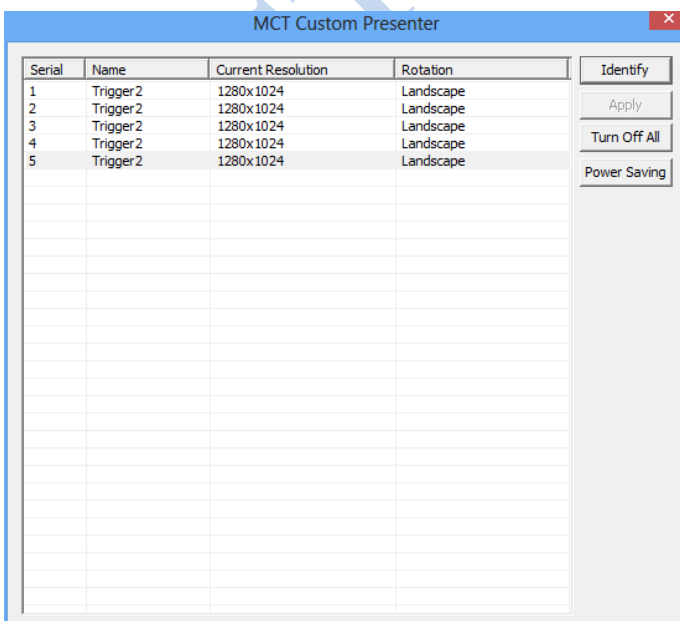 MCT Custom Presenter
Serial Name Current Resolution Rotation
1 Trigger2 1280x1024 Landscape
2 Trigger2 1280x1024 Landscape
3 Trigger2 1280x1024 Landscape
4 Trigger2 1280x1024 Landscape
5 Trigger2 1280x1024 Landscape
Identify
Apply
Turn Off All
Power Saving